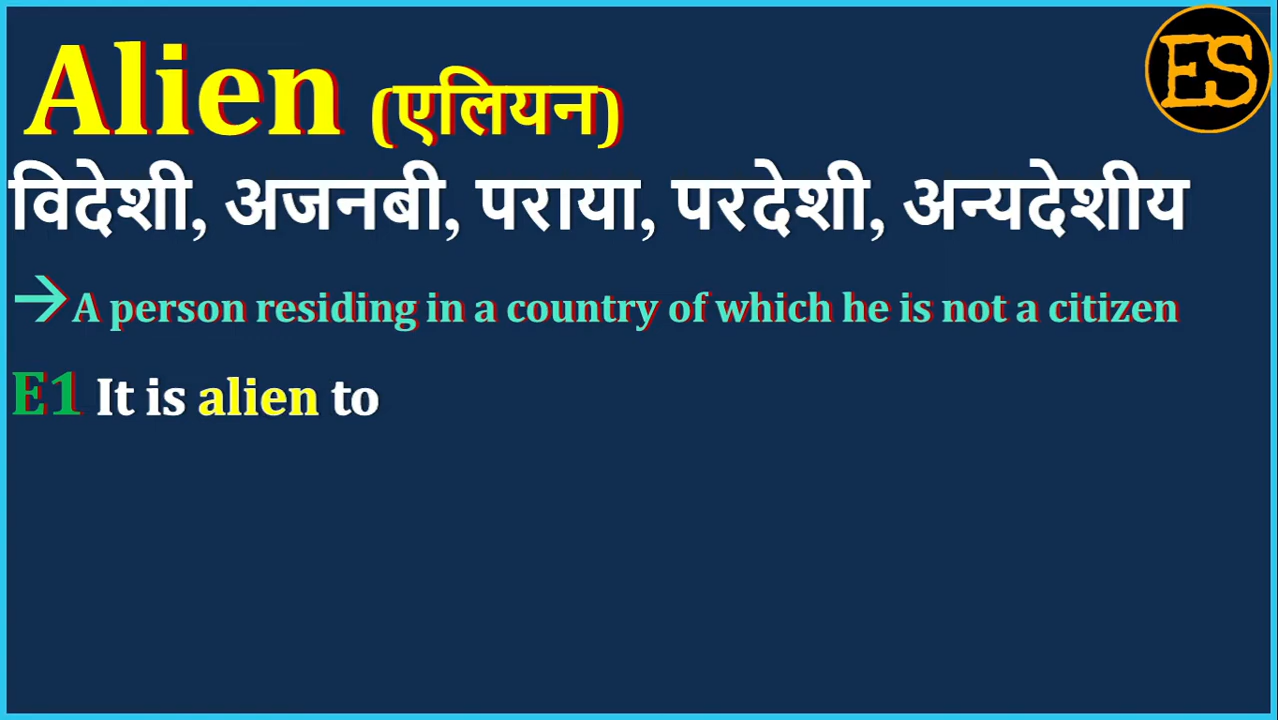 Alien (एलियन)
ES
विदेशी, अजनबी, पराया, परदेशी, अन्यदेशीय
→A person residing in a country of which he is not a citizen
E1 It is alien to